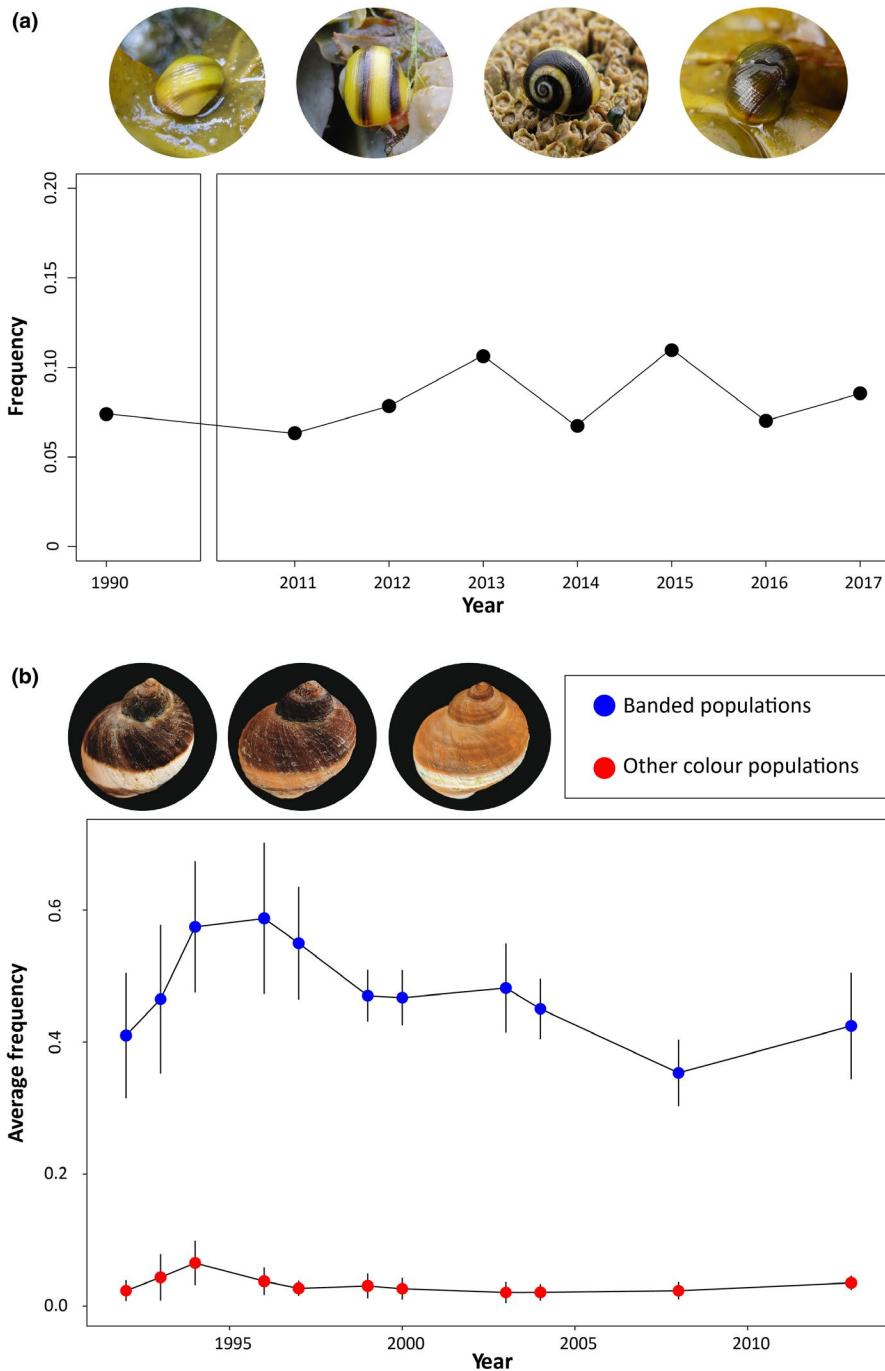 (a)
0.20
0.15
0.10
0.05
0
Frequency
1990 2011 2012 2013 2014 2015 2016 2017
Year
(b)
Banded populations
Other colour populations
0.6
0.4
0.2
0.0
Average frequency
1995 2000 2005 2010
Year